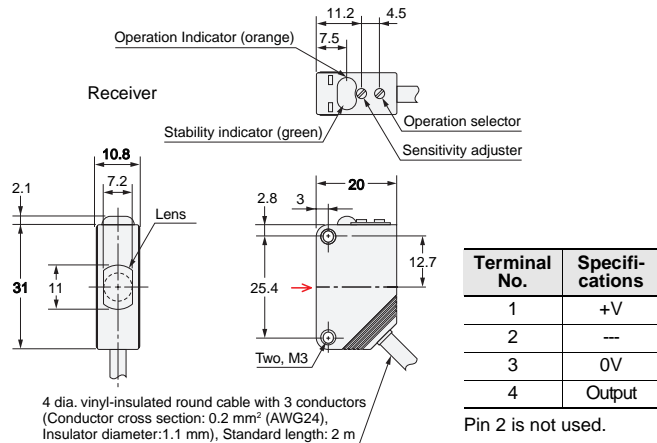 11.2
4.5
7.5
Operation Indicator (orange)
Receiver
Operation selector
Stability indicator (green)
Sensitivity adjuster
10.8
7.2
2.1
Lens
31
11
20
2.8
3
25.4
12.7
Two, M3
4 dia. vinyl-insulated round cable with 3 conductors
(Conductor cross section: 0.2 mm² (AWG24),
Insulator diameter:1.1 mm), Standard length: 2 m
Terminal No. Specifi-cations
1 +V
2 ---
3 0V
4 Output
Pin 2 is not used.